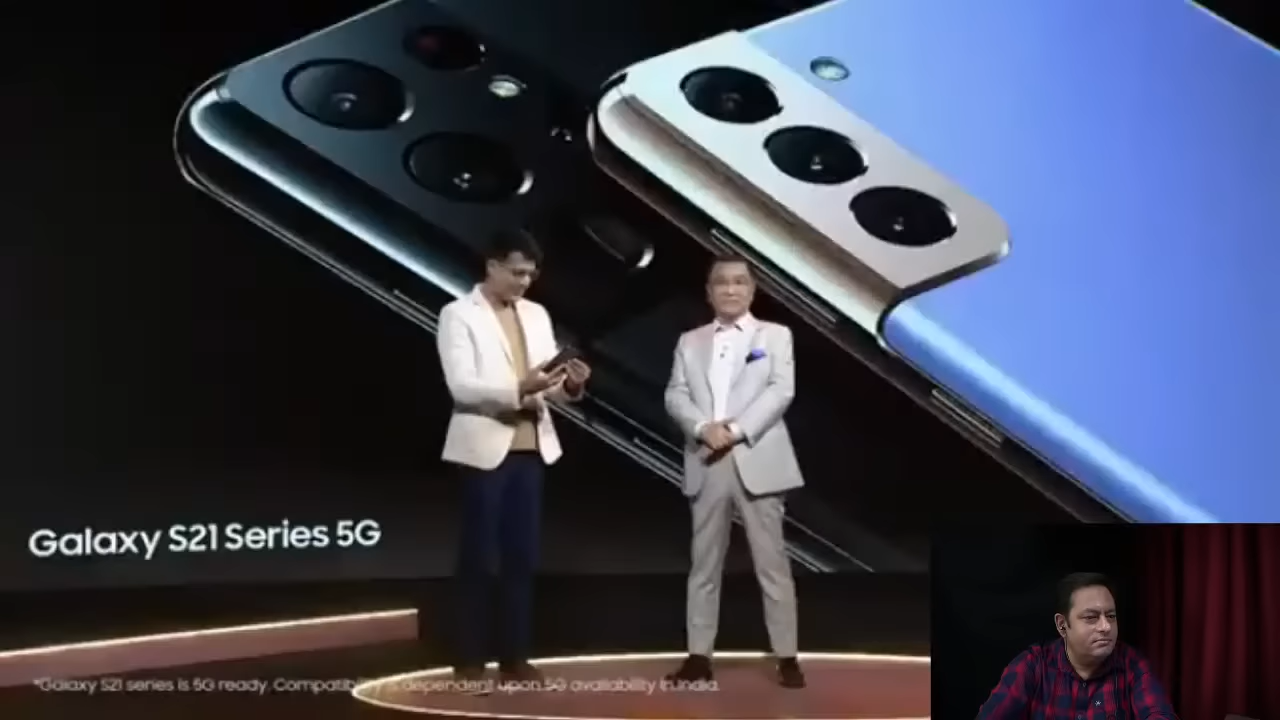 Galaxy S21 Series 5G
*Galaxy S21 series is 5G ready. Compatibility is dependent upon 5G availability in India.